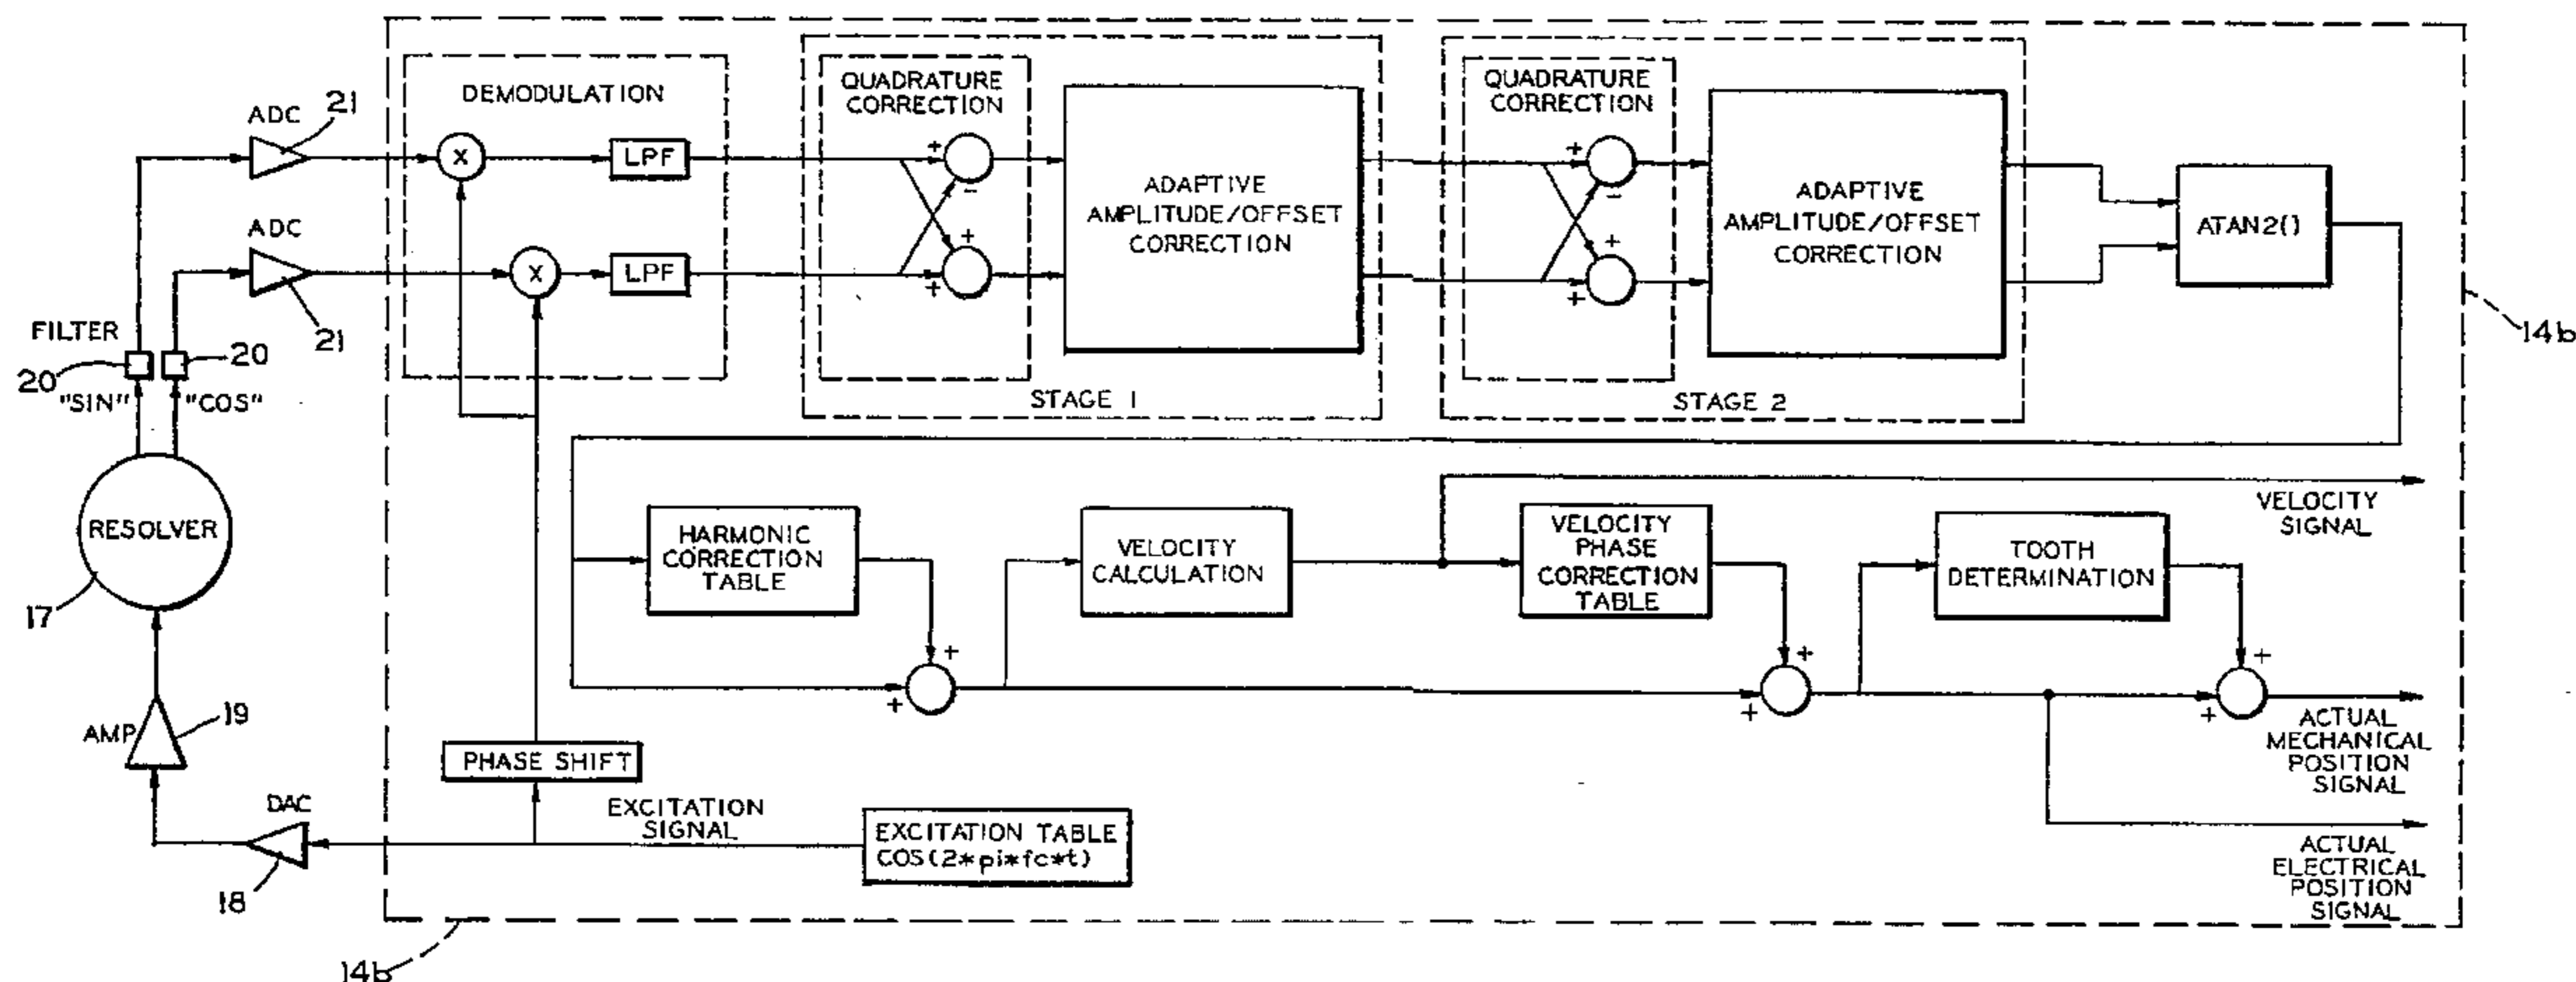 DEMODULATION
QUADRATURE
CORRECTION
QUADRATURE
CORRECTION
ADC
21
X
LPF
+
-
+
+
ADAPTIVE
AMPLITUDE/OFFSET
CORRECTION
+
-
+
+
ADAPTIVE
AMPLITUDE/OFFSET
CORRECTION
ATAN2()
ADC
21
X
LPF
14b
FILTER
20
20
"SIN"
"COS"
STAGE 1
STAGE 2
RESOLVER
17
HARMONIC
CORRECTION
TABLE
+
+
VELOCITY
CALCULATION
VELOCITY
PHASE
CORRECTION
TABLE
+
+
TOOTH
DETERMINATION
+
+
VELOCITY
SIGNAL
AMP
19
PHASE SHIFT
ACTUAL
MECHANICAL
POSITION
SIGNAL
DAC
18
EXCITATION
SIGNAL
EXCITATION TABLE
COS(2*pi*fc*t)
ACTUAL
ELECTRICAL
POSITION
SIGNAL
14b